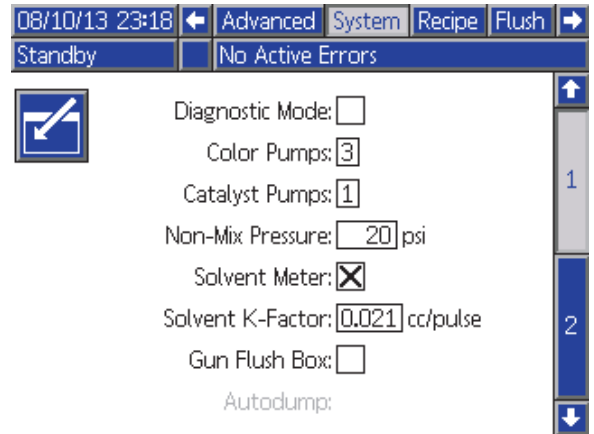 08/10/13 23:18 Advanced System Recipe Flush
Standby No Active Errors
Diagnostic Mode:
Color Pumps: 3
1
Catalyst Pumps: 1
Non-Mix Pressure: 20 psi
Solvent Meter:
Solvent K-Factor: 0.021 cc/pulse
2
Gun Flush Box:
Autodump: